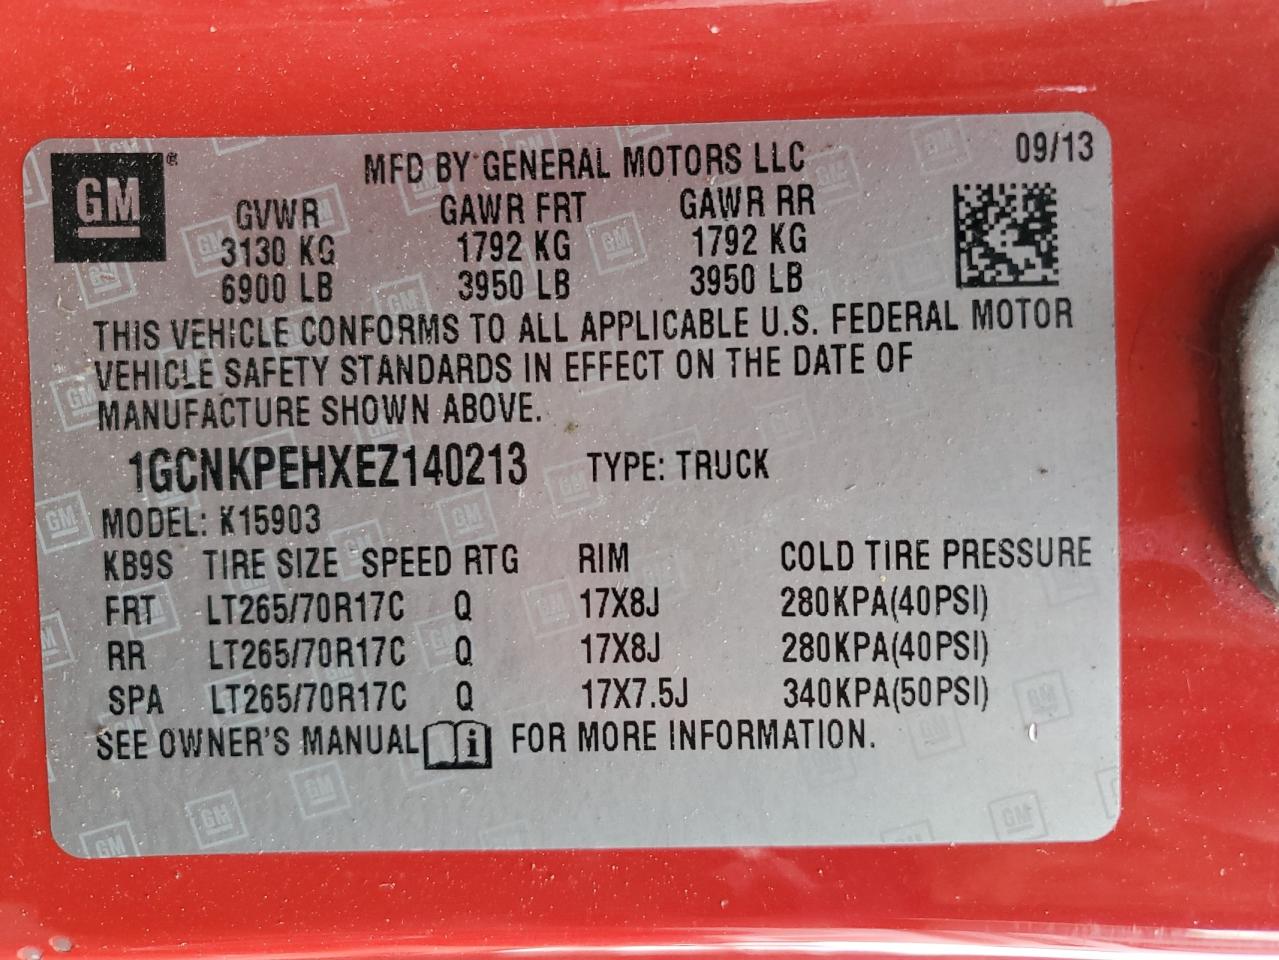 GM ®
MFD BY GENERAL MOTORS LLC 09/13
GVWR GAWR FRT GAWR RR
3130 KG 1792 KG 1792 KG
6900 LB 3950 LB 3950 LB
THIS VEHICLE CONFORMS TO ALL APPLICABLE U.S. FEDERAL MOTOR
VEHICLE SAFETY STANDARDS IN EFFECT ON THE DATE OF
MANUFACTURE SHOWN ABOVE.
1GCNKPEHXEZ140213 TYPE: TRUCK
MODEL: K15903
KB9S TIRE SIZE SPEED RTG RIM COLD TIRE PRESSURE
FRT LT265/70R17C Q 17X8J 280KPA(40PSI)
RR LT265/70R17C Q 17X8J 280KPA(40PSI)
SPA LT265/70R17C Q 17X7.5J 340KPA(50PSI)
SEE OWNER'S MANUAL i FOR MORE INFORMATION.